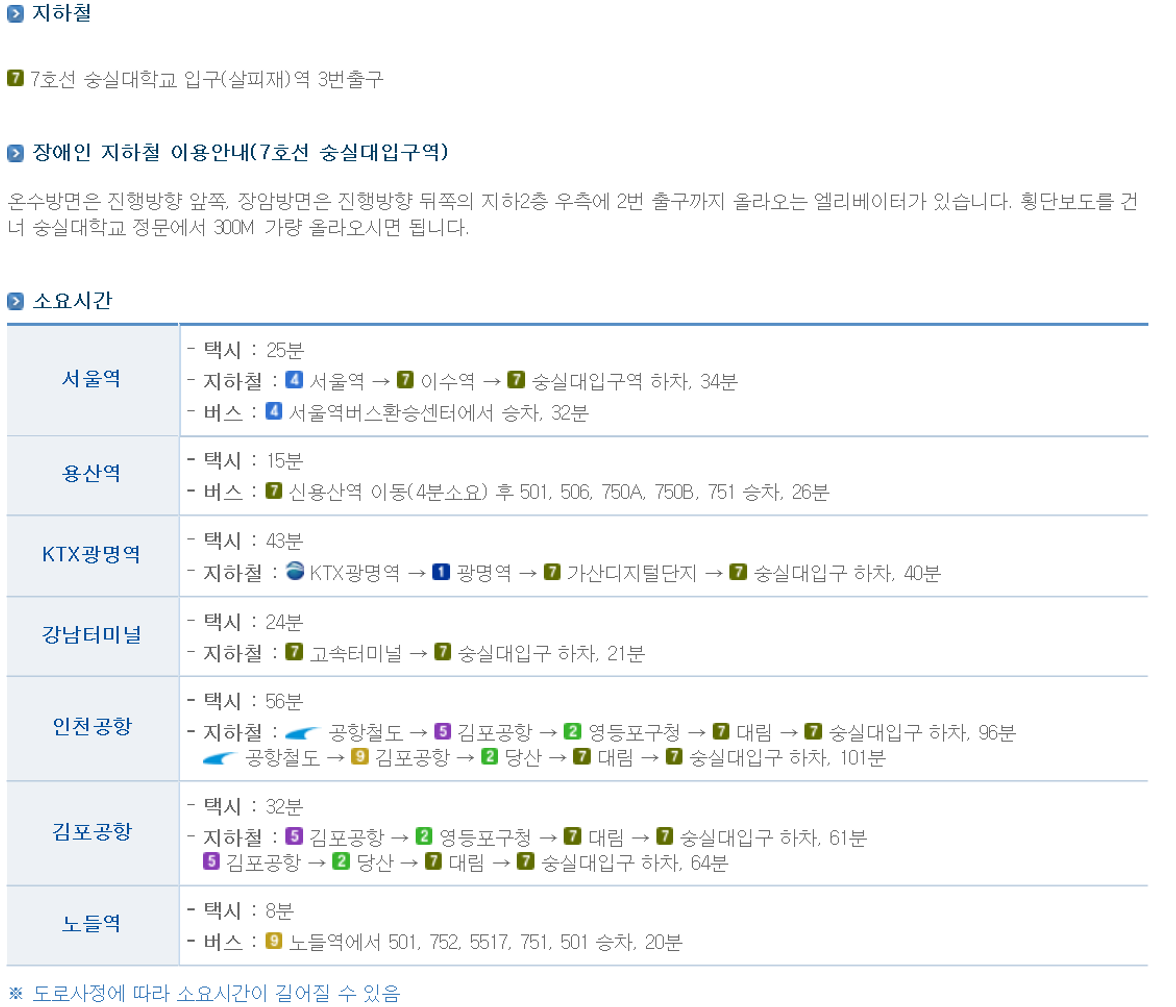 지하철
7 7호선 숭실대학교 입구(살피재)역 3번출구
장애인 지하철 이용안내(7호선 숭실대입구역)
온수방면은 진행방향 앞쪽, 장암방면은 진행방향 뒤쪽의 지하2층 우측에 2번 출구까지 올라오는 엘리베이터가 있습니다. 횡단보도를 건
너 숭실대학교 정문에서 300M 가량 올라오시면 됩니다.
소요시간
서울역
- 택시 : 25분
- 지하철 : 4 서울역 → 7 이수역 → 7 숭실대입구역 하차, 34분
- 버스 : 4 서울역버스환승센터에서 승차, 32분
용산역
- 택시 : 15분
- 버스 : 7 신용산역 이동(4분소요) 후 501, 506, 750A, 750B, 751 승차, 26분
KTX광명역
- 택시 : 43분
- 지하철 : KTX광명역 → 1 광명역 → 7 가산디지털단지 → 7 숭실대입구 하차, 40분
강남터미널
- 택시 : 24분
- 지하철 : 7 고속터미널 → 7 숭실대입구 하차, 21분
인천공항
- 택시 : 56분
- 지하철 : 공항철도 → 5 김포공항 → 2 영등포구청 → 7 대림 → 7 숭실대입구 하차, 96분
공항철도 → 9 김포공항 → 2 당산 → 7 대림 → 7 숭실대입구 하차, 101분
김포공항
- 택시 : 32분
- 지하철 : 5 김포공항 → 2 영등포구청 → 7 대림 → 7 숭실대입구 하차, 61분
5 김포공항 → 2 당산 → 7 대림 → 7 숭실대입구 하차, 64분
노들역
- 택시 : 8분
- 버스 : 9 노들역에서 501, 752, 5517, 751, 501 승차, 20분
※ 도로사정에 따라 소요시간이 길어질 수 있음